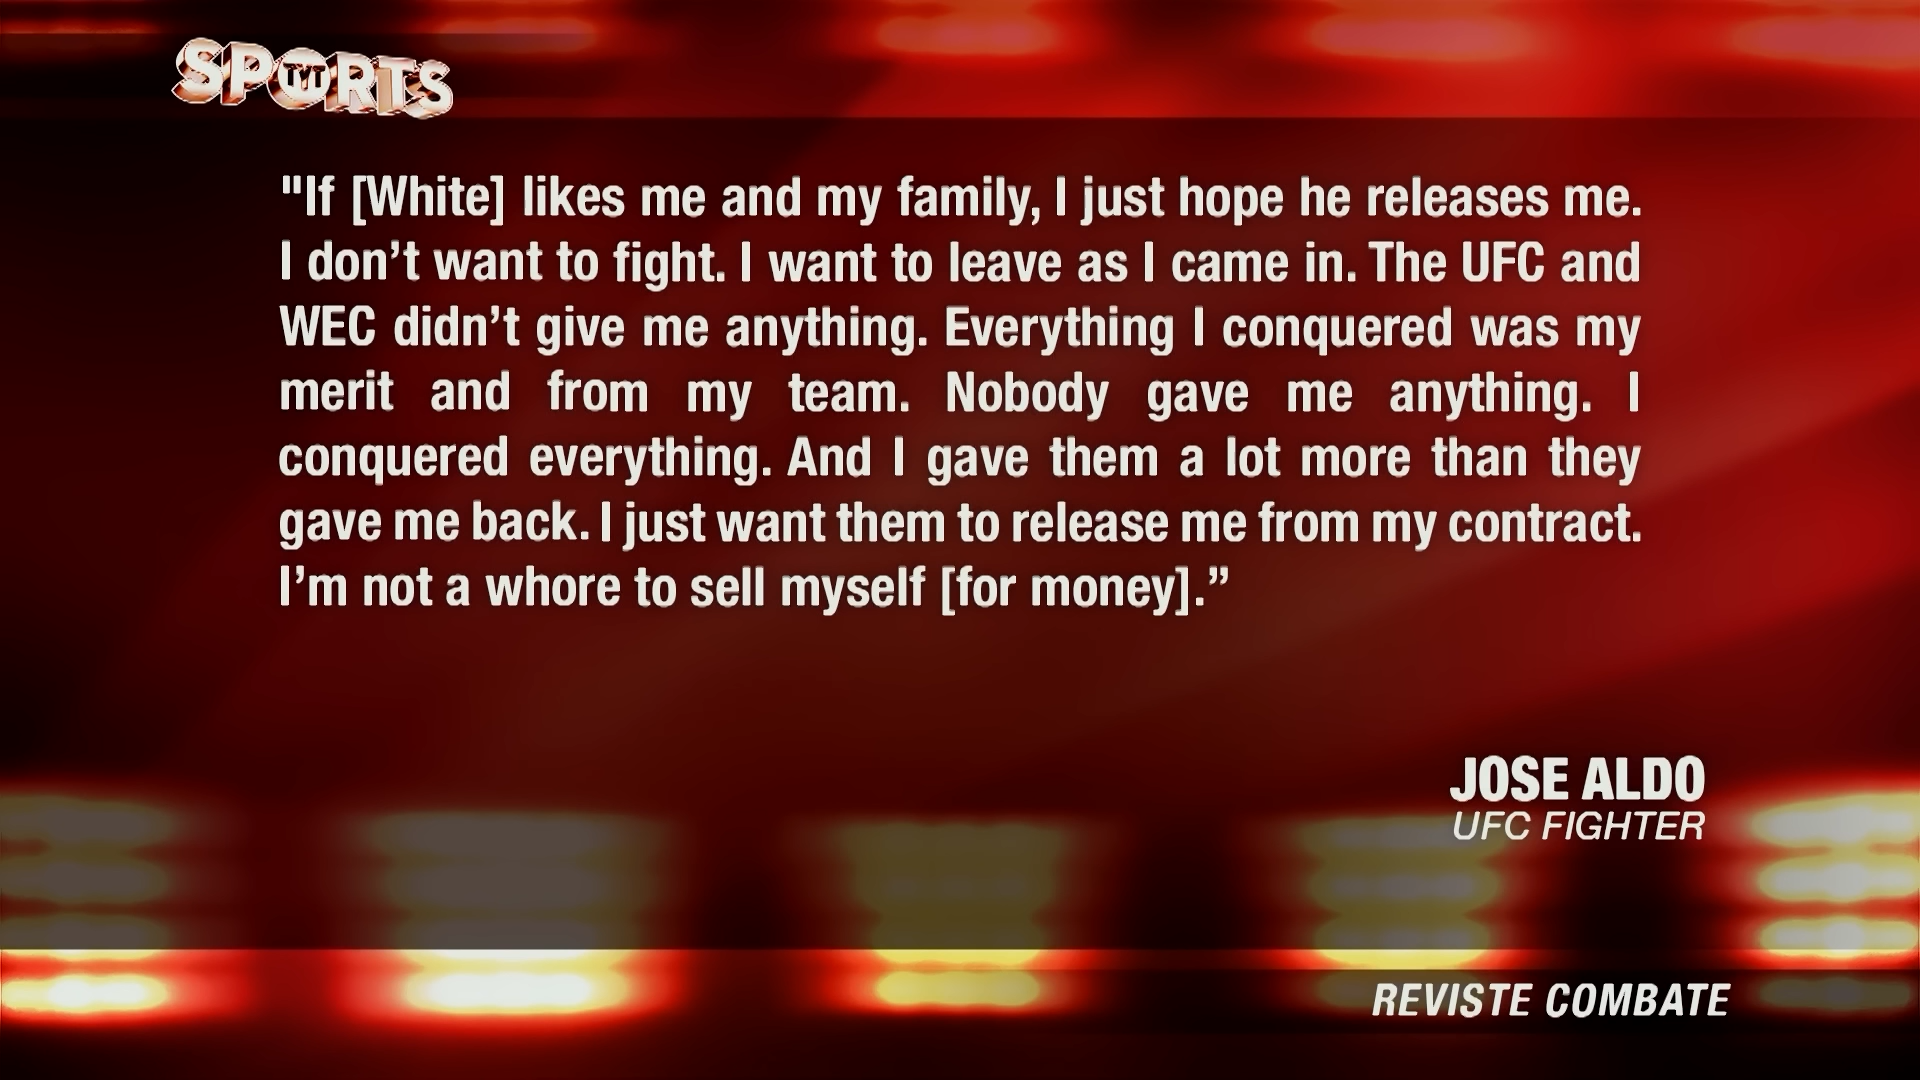 SPORTS
TYT
"If [White] likes me and my family, I just hope he releases me.
I don’t want to fight. I want to leave as I came in. The UFC and
WEC didn’t give me anything. Everything I conquered was my
merit and from my team. Nobody gave me anything. I
conquered everything. And I gave them a lot more than they
gave me back. I just want them to release me from my contract.
I’m not a whore to sell myself [for money].”
JOSE ALDO
UFC FIGHTER
REVISTE COMBATE